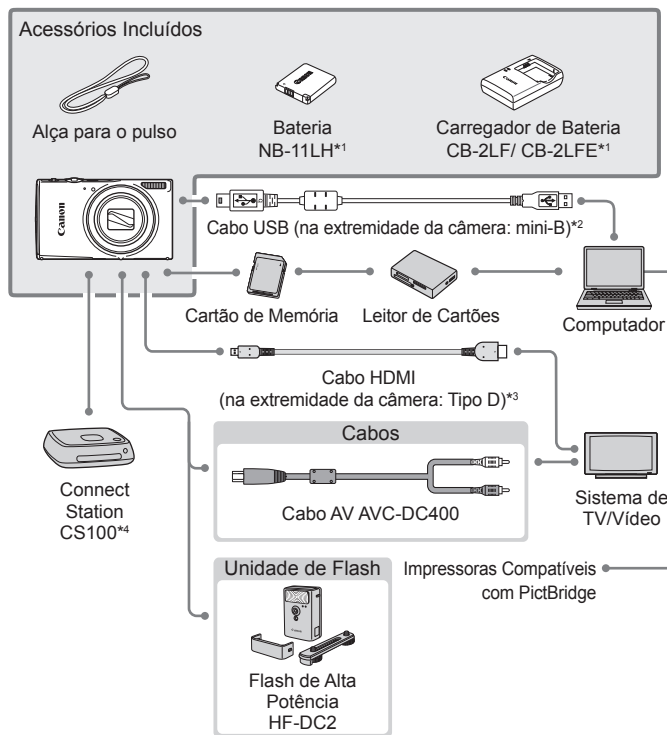 Acessórios Incluídos
Alça para o pulso
Bateria
NB-11LH*1
Carregador de Bateria
CB-2LF/ CB-2LFE*1
Canon
Cabo USB (na extremidade da câmera: mini-B)*2
Cartão de Memória
Leitor de Cartões
Computador
Cabo HDMI
(na extremidade da câmera: Tipo D)*3
Connect
Station
CS100*4
Cabos
Cabo AV AVC-DC400
Sistema de
TV/Vídeo
Unidade de Flash
Flash de Alta
Potência
HF-DC2
Impressoras Compatíveis
com PictBridge